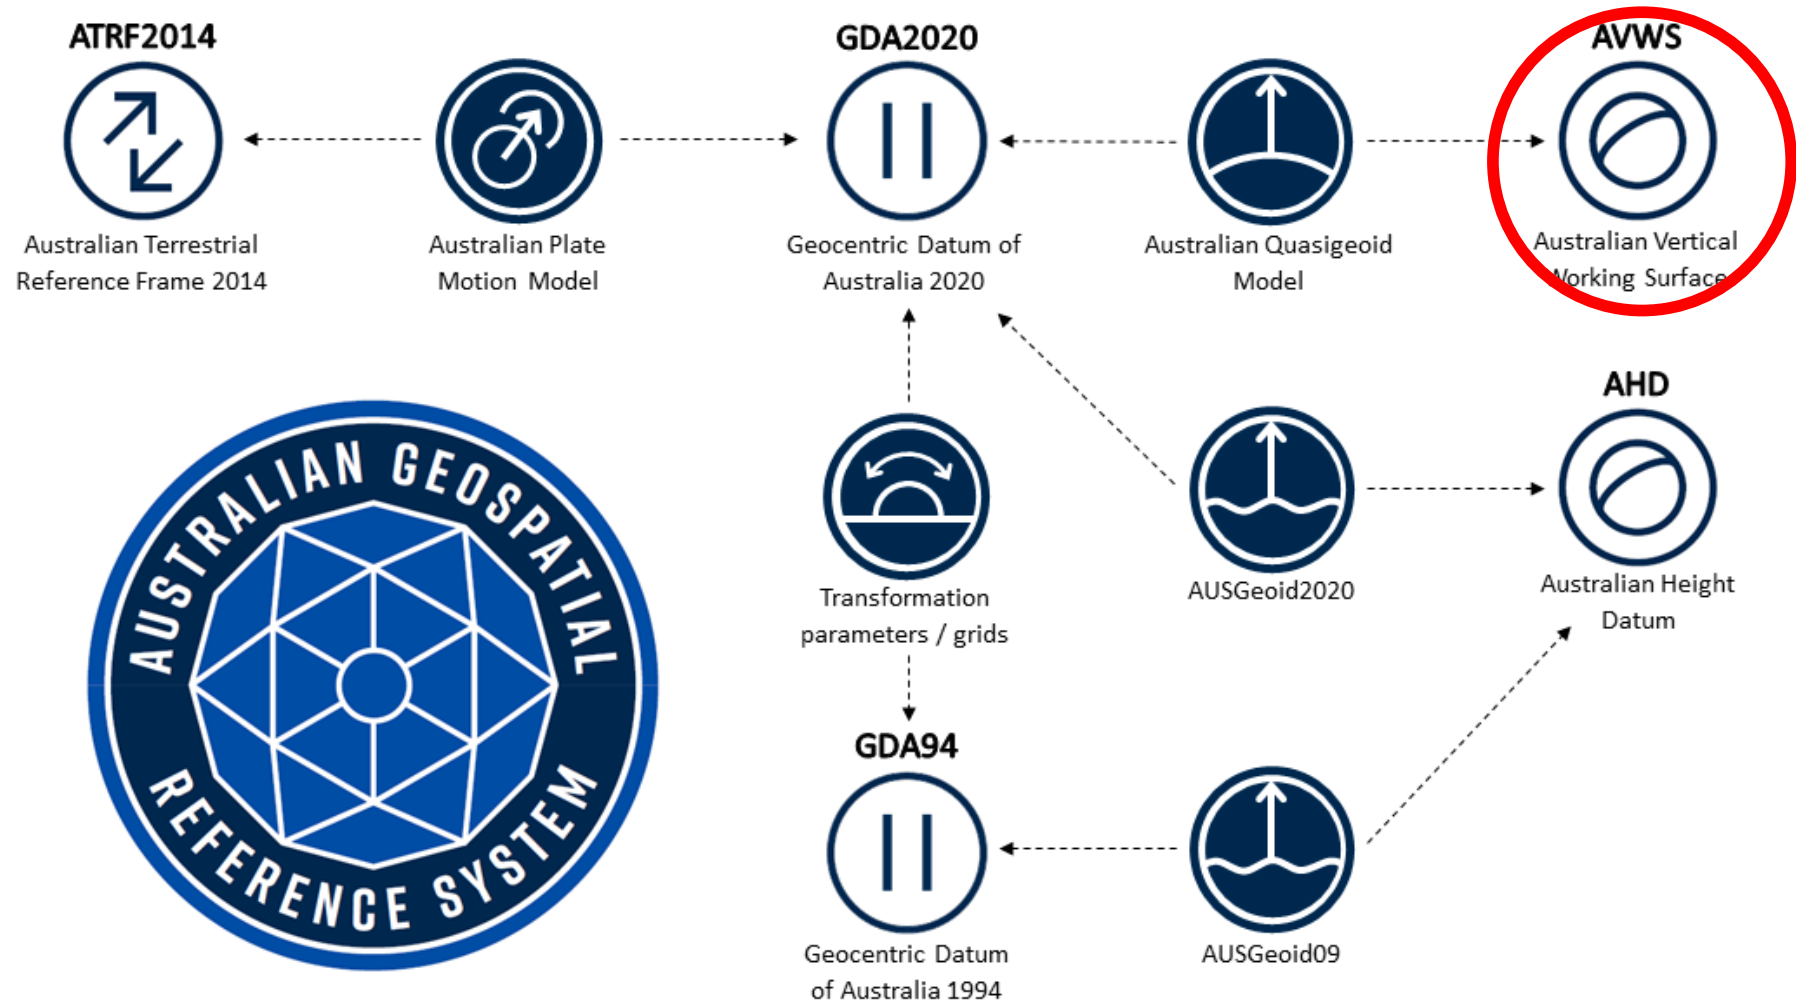 ATRF2014
GDA2020
AVWS
Australian Terrestrial
Reference Frame 2014
Australian Plate
Motion Model
Geocentric Datum of
Australia 2020
Australian Quasigeoid
Model
Australian Vertical
Working Surface
AHD
AUSTRALIAN GEOSPATIAL
REFERENCE SYSTEM
Transformation
parameters / grids
AUSGeoid2020
Australian Height
Datum
GDA94
Geocentric Datum
of Australia 1994
AUSGeoid09